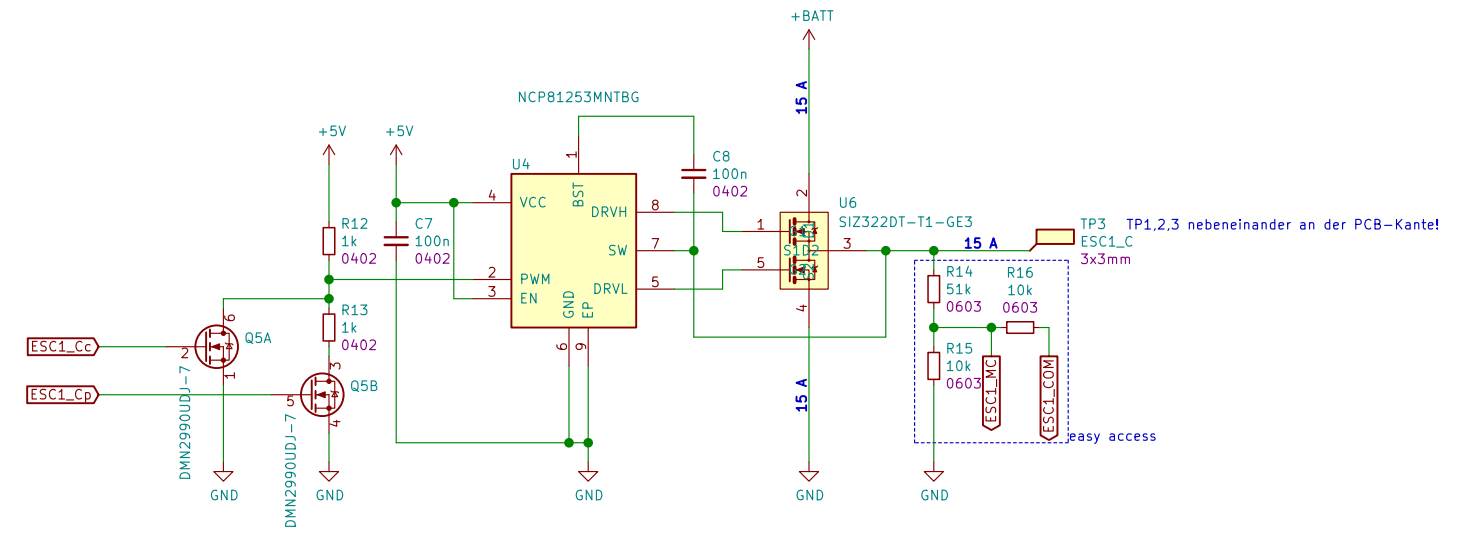 +BATT
15 A
NCP81253MNTBG
+5V
+5V
U4
1
BST
C8
100n
0402
4
VCC
DRVH
8
2
U6
SIZ322DT-T1-GE3
TP3
ESC1_C
3x3mm
TP1,2,3 nebeneinander an der PCB-Kante!
R12
1k
0402
C7
100n
0402
SW
7
1
S1D2
3
15 A
2
PWM
3
EN
DRVL
5
5
4
GND
EP
6
9
R14
51k
0603
R16
10k
0603
R13
1k
0402
6
Q5A
ESC1_Cc
2
1
DMN2990UDJ-7
3
Q5B
ESC1_Cp
5
4
DMN2990UDJ-7
15 A
R15
10k
0603
ESC1_MC
ESC1_COM
easy access
GND
GND
GND
GND
GND